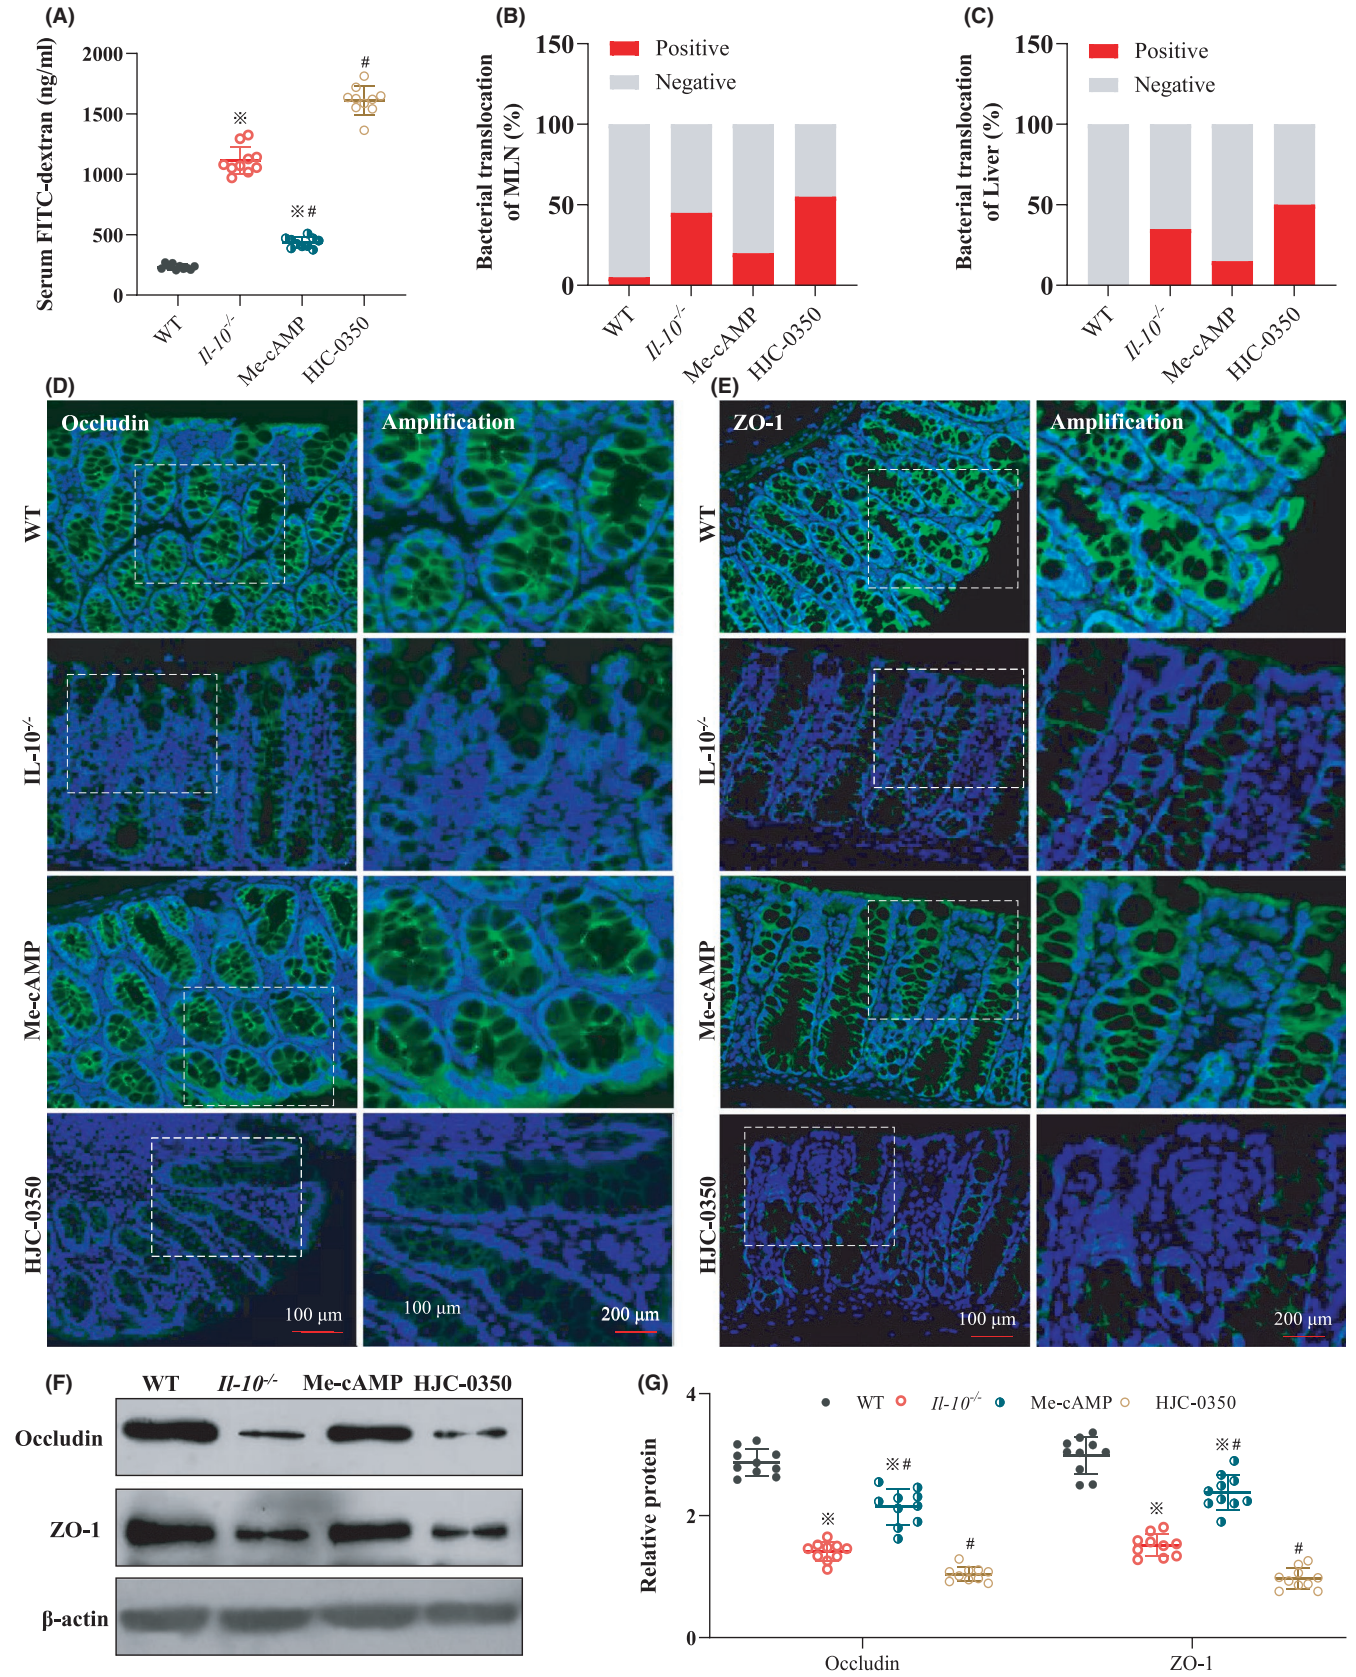 (A)
Serum FITC-dextran (ng/ml)
2000
1500
1000
500
0
※
※ #
#
WT
Il-10-/-
Me-cAMP
HJC-0350
(B)
Bacterial translocation
of MLN (%)
150
100
50
0
Positive
Negative
WT
Il-10-/-
Me-cAMP
HJC-0350
(C)
Bacterial translocation
of Liver (%)
150
100
50
0
Positive
Negative
WT
Il-10-/-
Me-cAMP
HJC-0350
(D)
Occludin
Amplification
WT
IL-10-/-
Me-cAMP
HJC-0350
100 μm
100 μm
200 μm
(E)
ZO-1
Amplification
WT
IL-10-/-
Me-cAMP
HJC-0350
100 μm
200 μm
(F)
WT Il-10-/- Me-cAMP HJC-0350
Occludin
ZO-1
β-actin
(G)
Relative protein
4
2
0
WT Il-10-/- Me-cAMP HJC-0350
※
※ #
#
※
※ #
#
Occludin
ZO-1